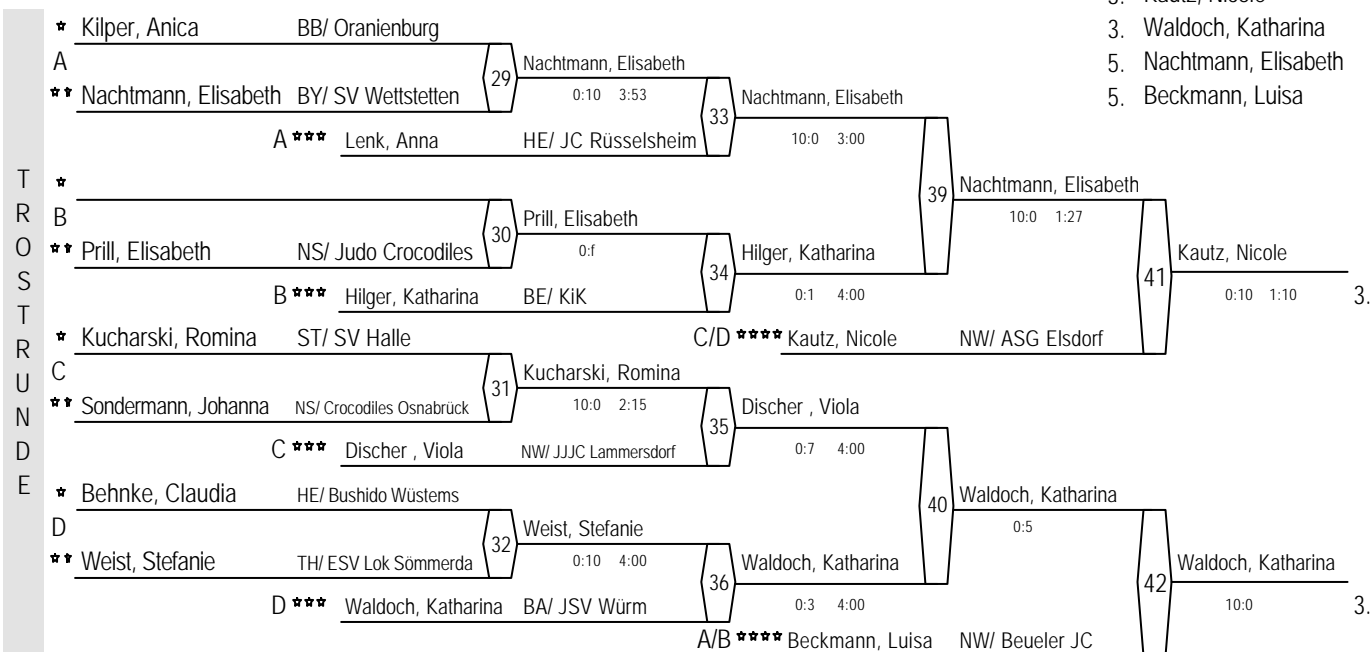 3. Kautz, Nicole
3. Waldoch, Katharina
5. Nachtmann, Elisabeth
5. Beckmann, Luisa
TROSTRUNDE
Kilper, Anica BB/ Oranienburg
A
29
Nachtmann, Elisabeth
0:10 3:53
Nachtmann, Elisabeth BY/ SV Wettstetten
33
Nachtmann, Elisabeth
10:0 3:00
A *** Lenk, Anna HE/ JC Rüsselsheim
39
Nachtmann, Elisabeth
10:0 1:27
B
30
Prill, Elisabeth
0:f
Prill, Elisabeth NS/ Judo Crocodiles
34
Hilger, Katharina
0:1 4:00
B *** Hilger, Katharina BE/ KiK
41
Kautz, Nicole
0:10 1:10 3.
C/D **** Kautz, Nicole NW/ ASG Elsdorf
Kucharski, Romina ST/ SV Halle
C
31
Kucharski, Romina
10:0 2:15
Sondermann, Johanna NS/ Crocodiles Osnabrück
35
Discher , Viola
0:7 4:00
C *** Discher , Viola NW/ JJJC Lammersdorf
40
Waldoch, Katharina
0:5
Behnke, Claudia HE/ Bushido Wüstems
D
32
Weist, Stefanie
0:10 4:00
Weist, Stefanie TH/ ESV Lok Sömmerda
36
Waldoch, Katharina
0:3 4:00
D *** Waldoch, Katharina BA/ JSV Würm
42
Waldoch, Katharina
10:0 3.
A/B **** Beckmann, Luisa NW/ Beueler JC